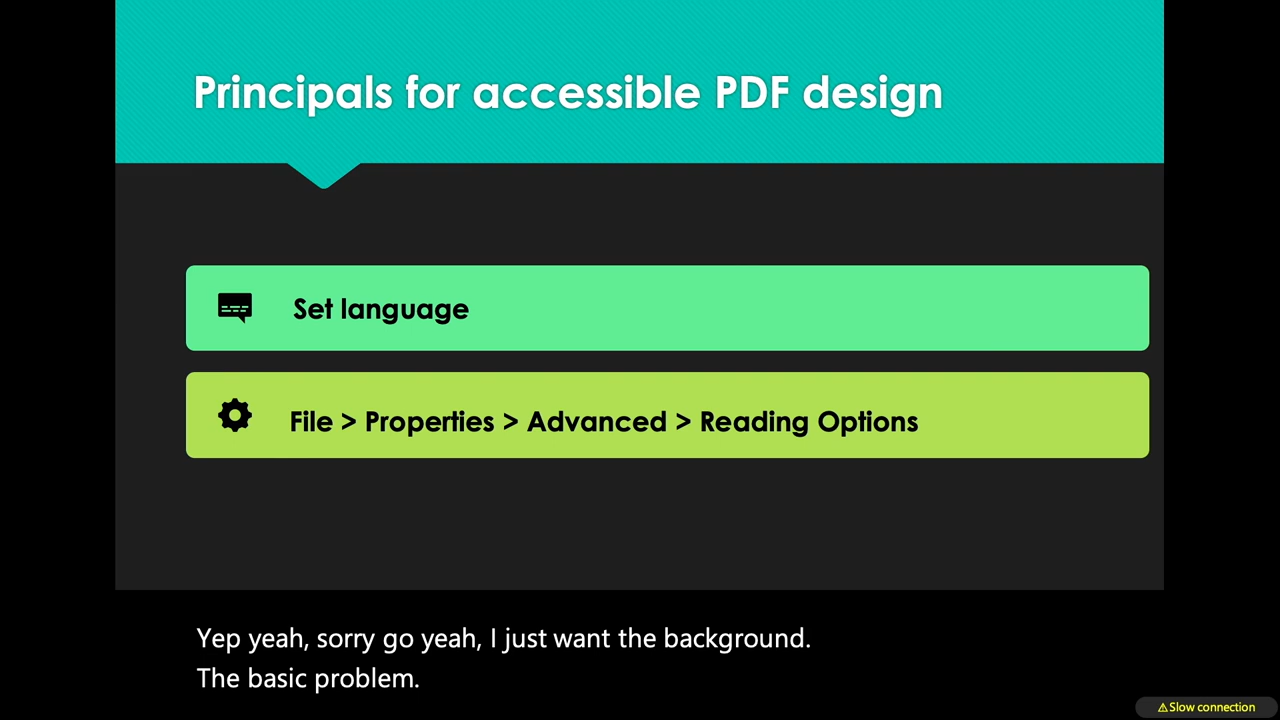 Principals for accessible PDF design
Set language
File > Properties > Advanced > Reading Options
Yep yeah, sorry go yeah, I just want the background.
The basic problem.
⚠Slow connection